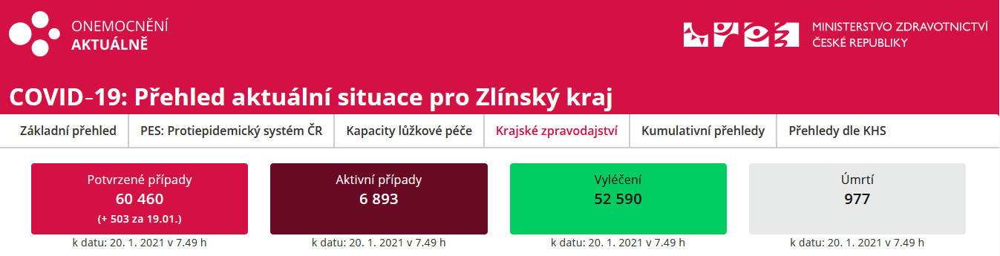 ONEMOCNĚNÍ
AKTUÁLNĚ
MINISTERSTVO ZDRAVOTNICTVÍ
ČESKÉ REPUBLIKY
COVID-19: Přehled aktuální situace pro Zlínský kraj
Základní přehled PES: Protiepidemický systém ČR Kapacity lůžkové péče Krajské zpravodajství Kumulativní přehledy Přehledy dle KHS
Potvrzené případy
60 460
(+ 503 za 19.01.)
k datu: 20. 1. 2021 v 7.49 h
Aktivní případy
6 893
k datu: 20. 1. 2021 v 7.49 h
Vyléčení
52 590
k datu: 20. 1. 2021 v 7.49 h
Úmrtí
977
k datu: 20. 1. 2021 v 7.49 h